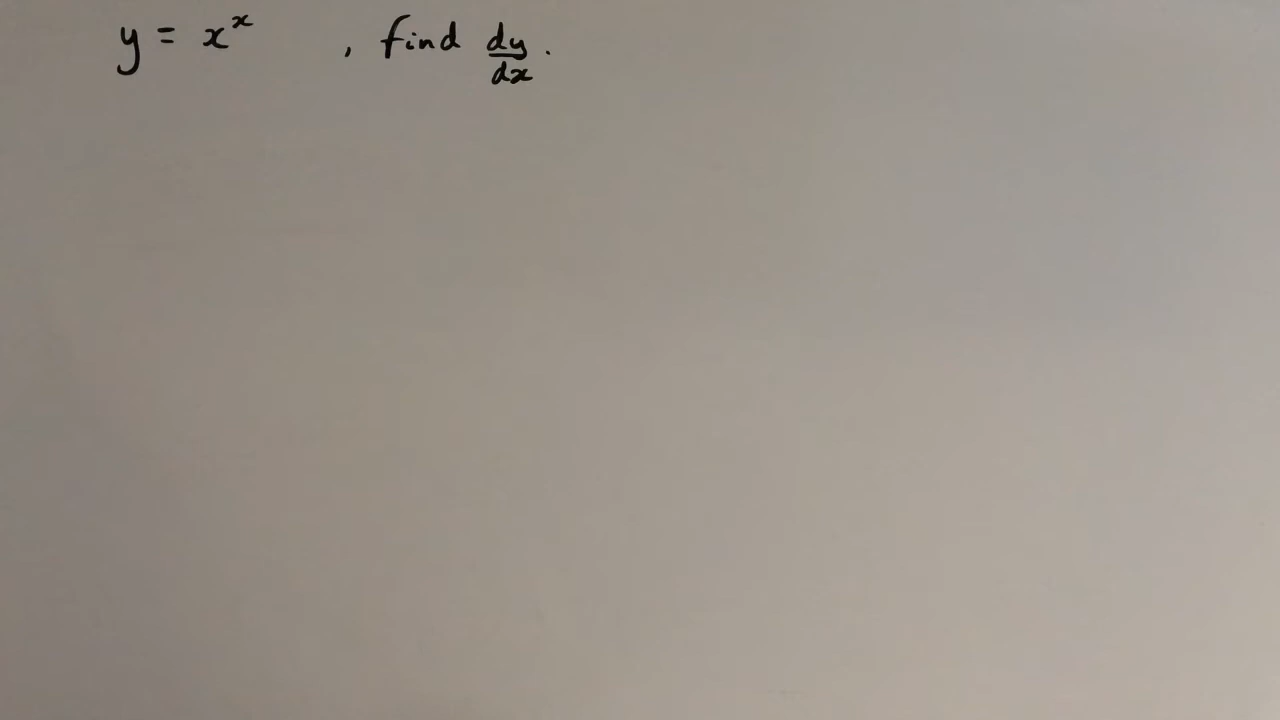 y = x^x , find dy/dx .